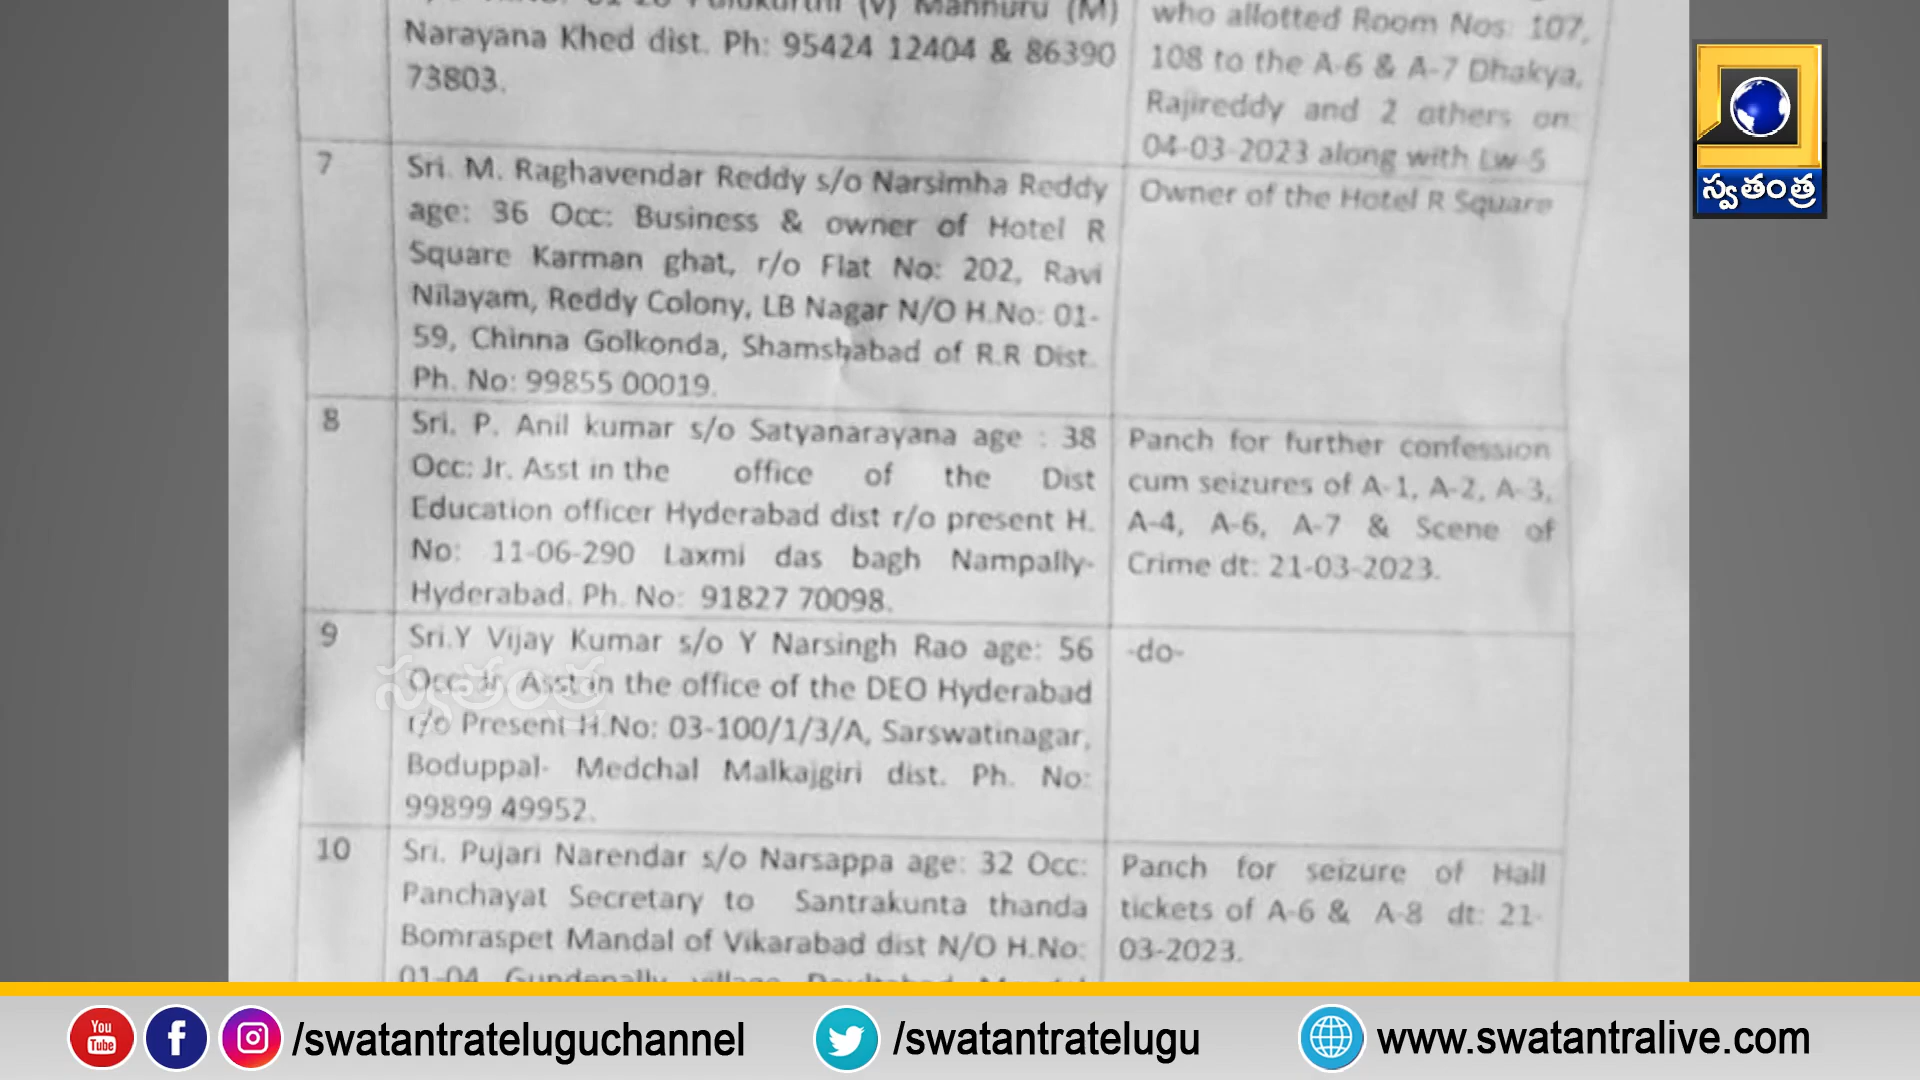 Narayana Khed dist. Ph: 95424 12404 & 86390
73803.
who allotted Room Nos: 107,
108 to the A-6 & A-7 Dhakya,
Rajireddy and 2 others on
04-03-2023 along with Lw-5
7
Sri. M. Raghavendar Reddy s/o Narsimha Reddy
age: 36 Occ: Business & owner of Hotel R
Square Karman ghat, r/o Flat No: 202, Ravi
Nilayam, Reddy Colony, LB Nagar N/O H.No: 01-
59, Chinna Golkonda, Shamshabad of R.R Dist.
Ph. No: 99855 00019.
Owner of the Hotel R Square
8
Sri. P. Anil kumar s/o Satyanarayana age : 38
Occ: Jr. Asst in the office of the Dist
Education officer Hyderabad dist r/o present H.
No: 11-06-290 Laxmi das bagh Nampally-
Hyderabad. Ph. No: 91827 70098.
Panch for further confession
cum seizures of A-1, A-2, A-3,
A-4, A-6, A-7 & Scene of
Crime dt: 21-03-2023.
9
Sri.Y Vijay Kumar s/o Y Narsingh Rao age: 56
Occ: Jr. Asst in the office of the DEO Hyderabad
r/o Present H.No: 03-100/1/3/A, Sarswatinagar,
Boduppal- Medchal Malkajgiri dist. Ph. No:
99899 49952.
-do-
10
Sri. Pujari Narendar s/o Narsappa age: 32 Occ:
Panchayat Secretary to Santrakunta thanda
Bomraspet Mandal of Vikarabad dist N/O H.No:
01-04
Panch for seizure of Hall
tickets of A-6 & A-8 dt: 21-
03-2023.
స్వతంత్ర
స్వతంత్ర
You
Tube
/swatantrateluguchannel
/swatantratelugu
www.swatantralive.com